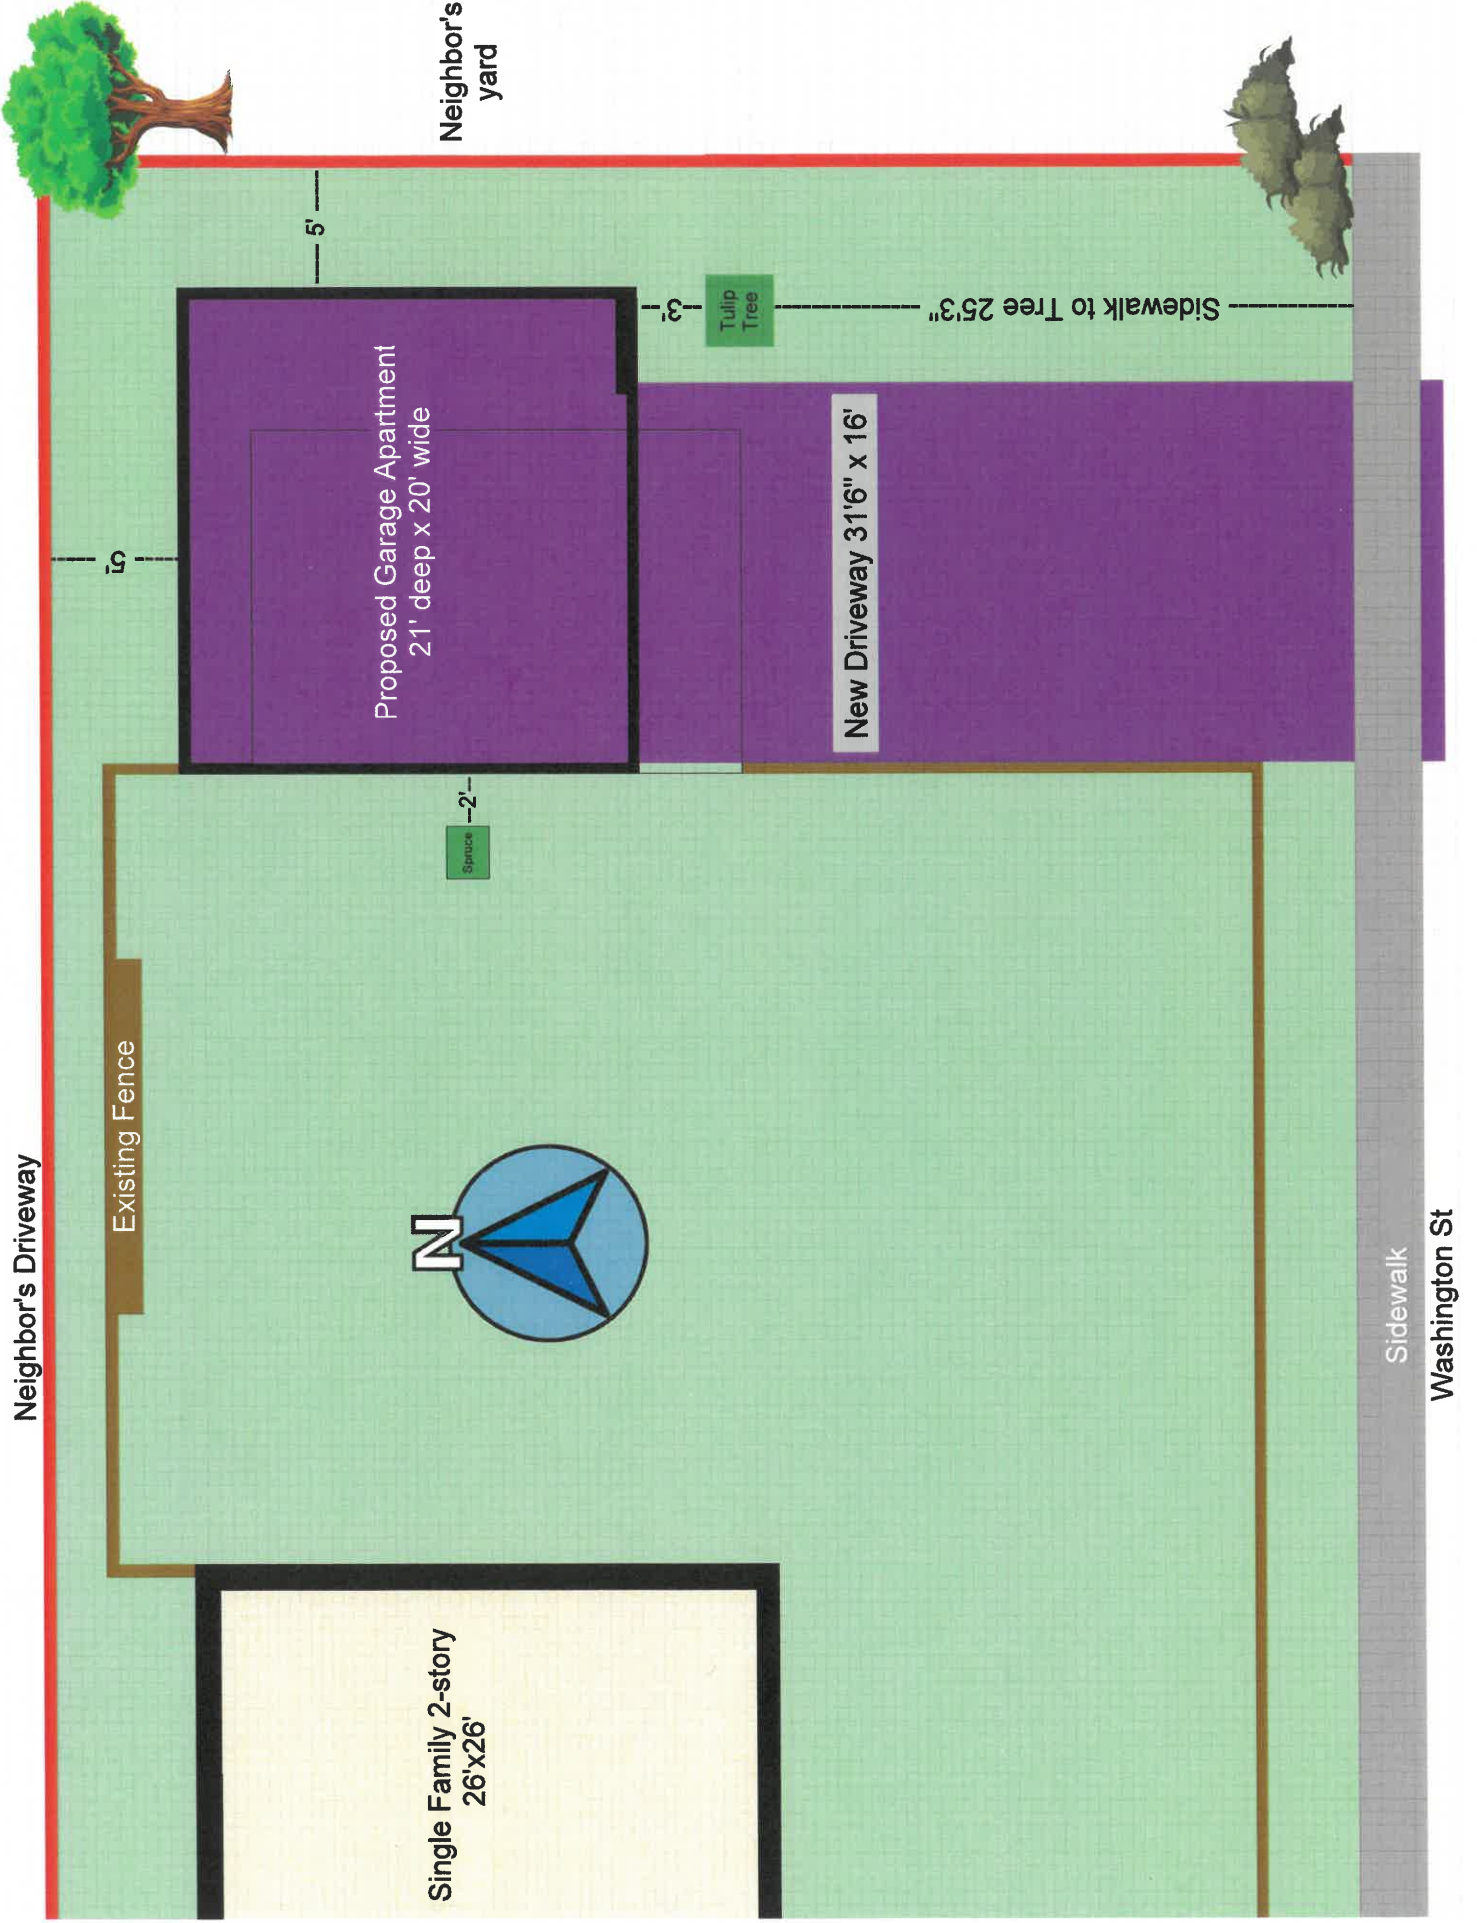 Neighbor's
yard
5'
5'
Proposed Garage Apartment
21' deep x 20' wide
3'
Tulip
Tree
Sidewalk to Tree 25'3"
New Driveway 31'6" x 16'
2'
Spruce
Existing Fence
Neighbor's Driveway
N
Single Family 2-story
26'x26'
Sidewalk
Washington St